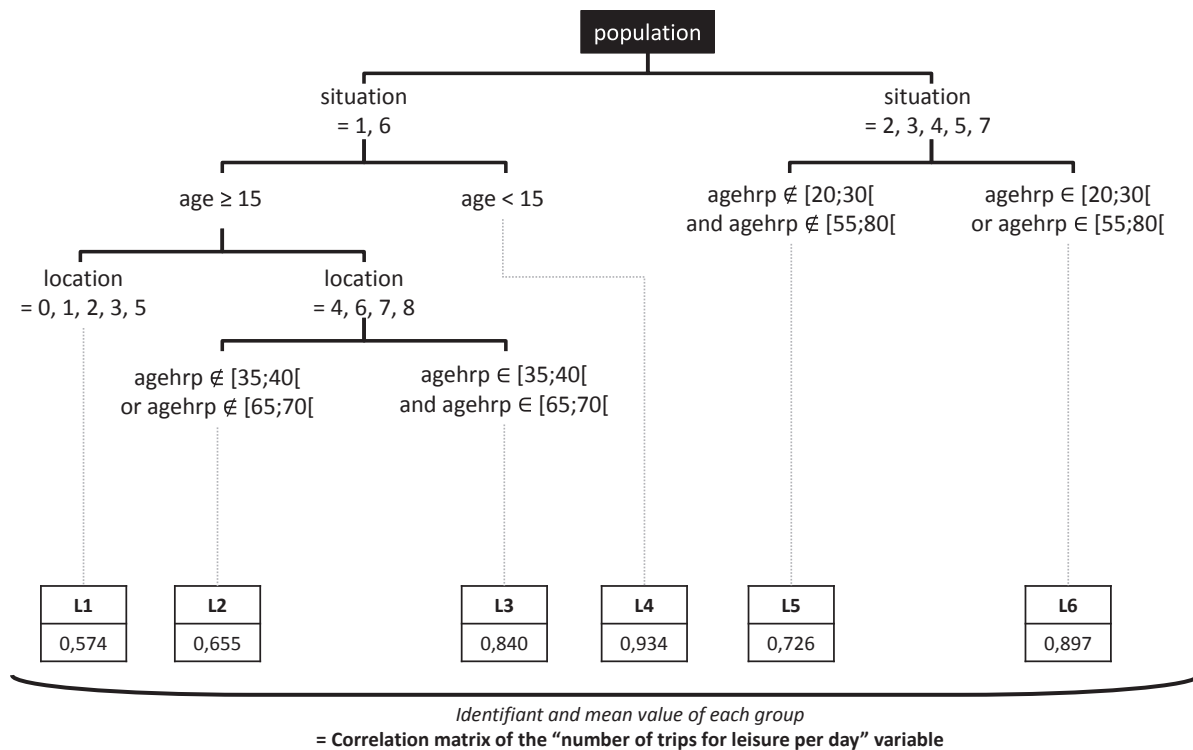 population
situation
= 1, 6
situation
= 2, 3, 4, 5, 7
age ≥ 15
age < 15
agehrp ∉ [20;30[
and agehrp ∉ [55;80[
agehrp ∈ [20;30[
or agehrp ∈ [55;80[
location
= 0, 1, 2, 3, 5
location
= 4, 6, 7, 8
agehrp ∉ [35;40[
or agehrp ∉ [65;70[
agehrp ∈ [35;40[
and agehrp ∈ [65;70[
L1
0,574
L2
0,655
L3
0,840
L4
0,934
L5
0,726
L6
0,897
Identifiant and mean value of each group
= Correlation matrix of the “number of trips for leisure per day” variable